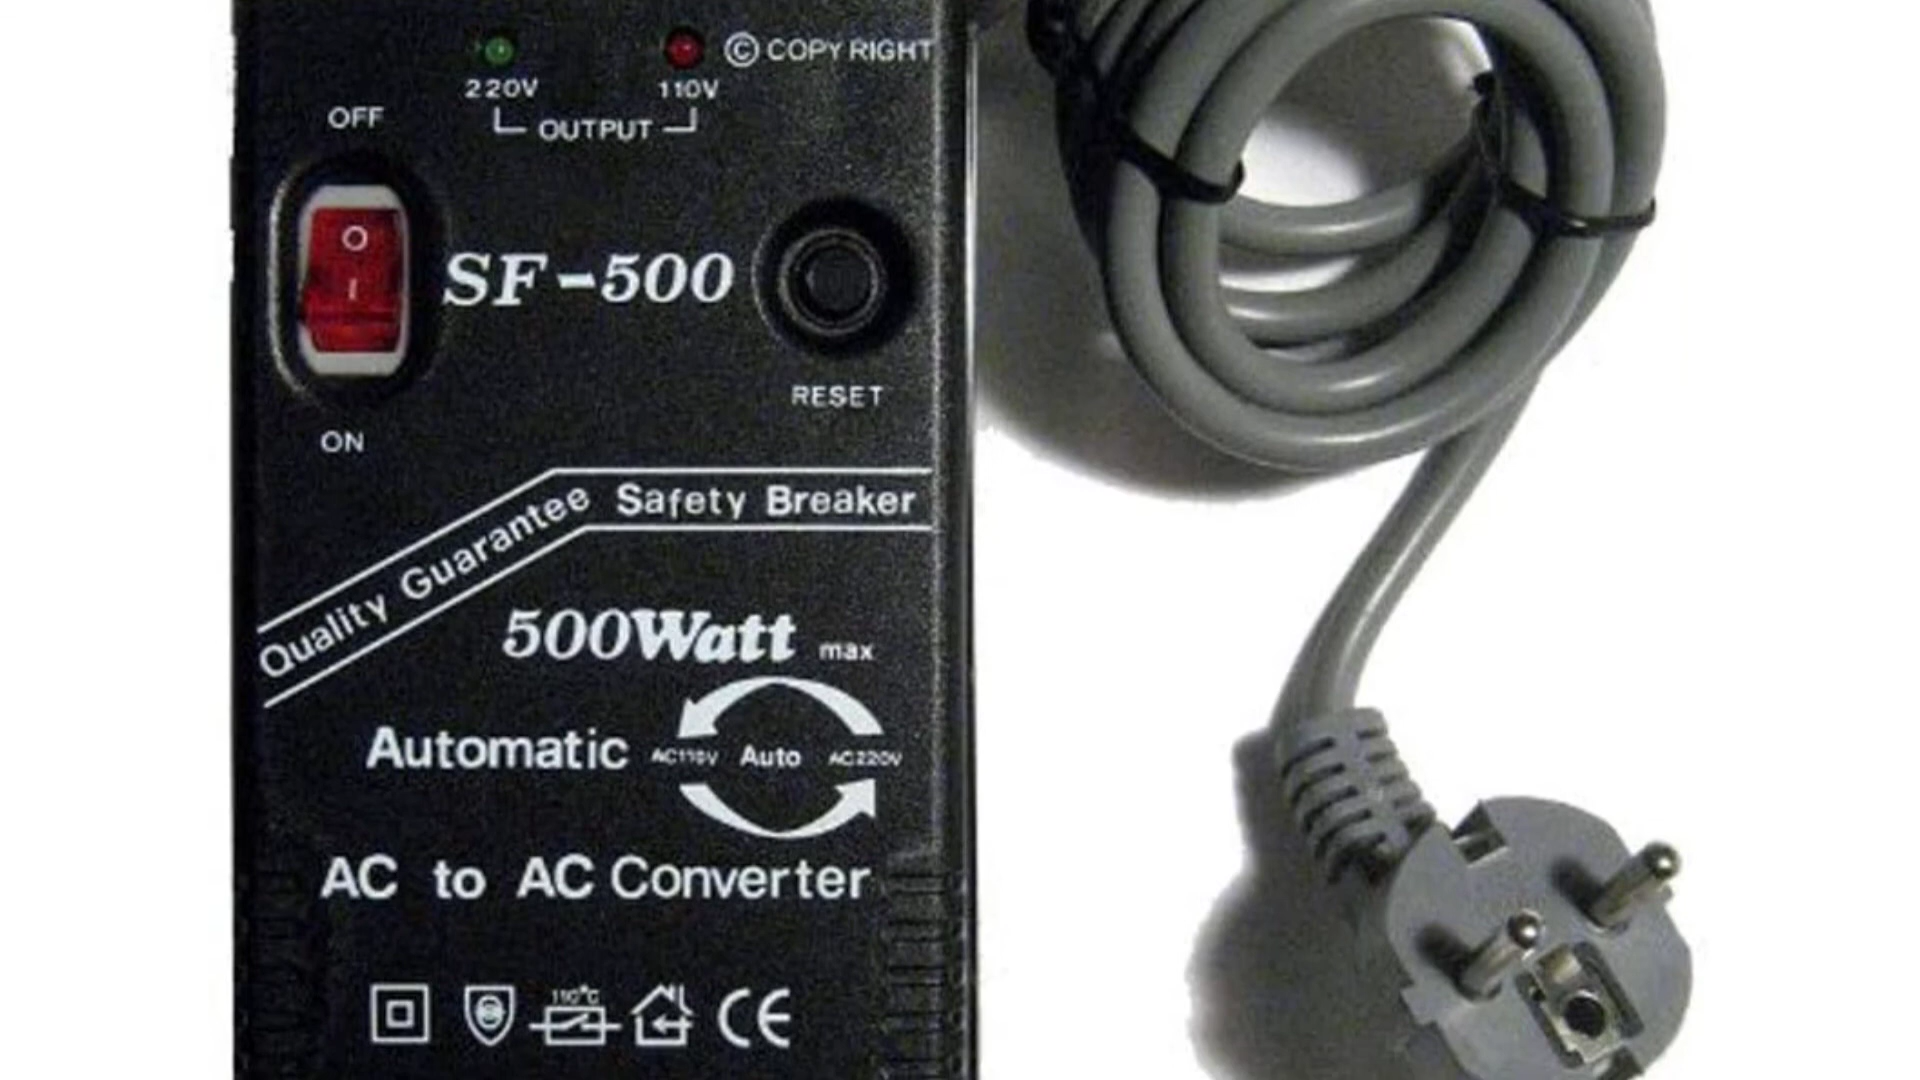 © COPY RIGHT
220V 110V
OUTPUT
OFF
O
I
SF-500
RESET
ON
Quality Guarantee Safety Breaker
500Watt max
Automatic AC110V Auto AC220V
AC to AC Converter
110°C
CE